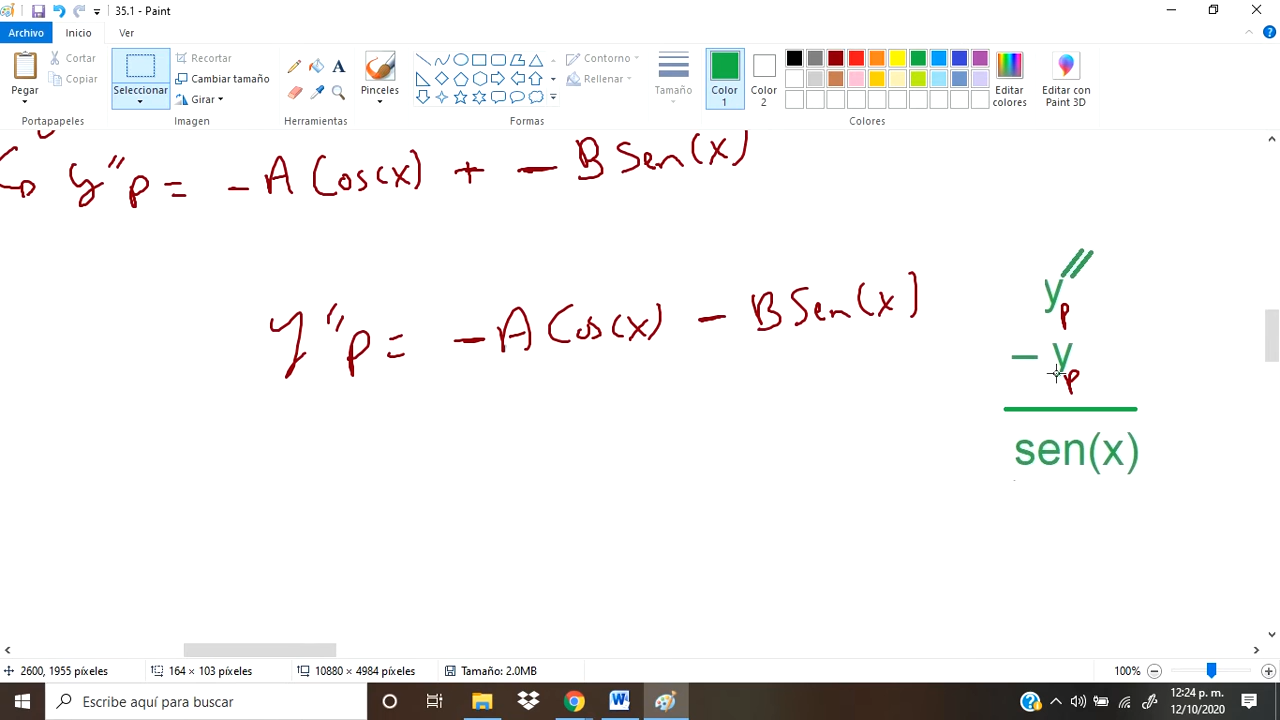 35.1 - Paint
Archivo Inicio Ver
Pegar
Cortar
Copiar
Portapapeles
Seleccionar
Recortar
Cambiar tamaño
Girar
Imagen
A
Herramientas
Pinceles
Contorno
Rellenar
Formas
Tamaño
Color 1
Color 2
Editar colores
Editar con Paint 3D
Colores
y''p = -A Cos(x) + - B Sen(x)
y''p = -A Cos(x) - B Sen(x)
y''p
- yp
sen(x)
2600, 1955 píxeles 164 × 103 píxeles 10880 × 4984 píxeles Tamaño: 2.0MB 100%
Escribe aquí para buscar
12:24 p. m.
12/10/2020